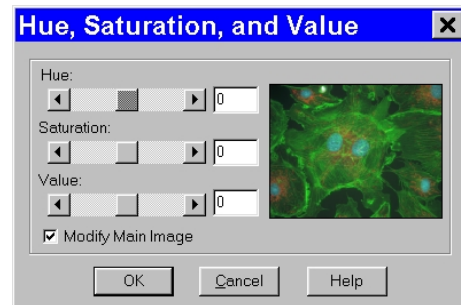 Hue, Saturation, and Value
Hue:
0
Saturation:
0
Value:
0
Modify Main Image
OK
Cancel
Help